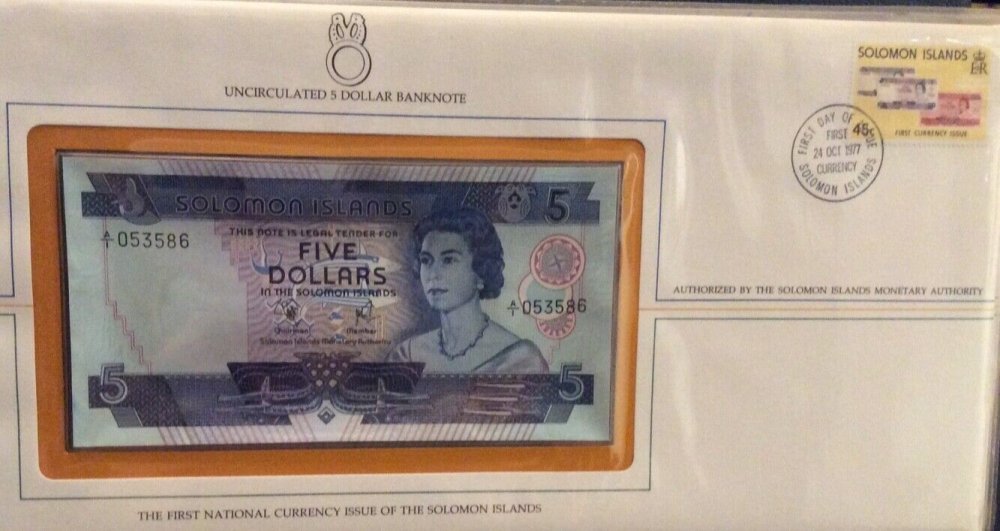 UNCIRCULATED 5 DOLLAR BANKNOTE
SOLOMON ISLANDS
FIRST CURRENCY ISSUE
45c
FIRST DAY OF ISSUE
FIRST
24 OCT 1977
CURRENCY
SOLOMON ISLANDS
SOLOMON ISLANDS
5
THIS NOTE IS LEGAL TENDER FOR
A/1 053586
FIVE
DOLLARS
IN THE SOLOMON ISLANDS
A/1 053586
Chairman Member
Solomon Islands Monetary Authority
5 5
AUTHORIZED BY THE SOLOMON ISLANDS MONETARY AUTHORITY
THE FIRST NATIONAL CURRENCY ISSUE OF THE SOLOMON ISLANDS